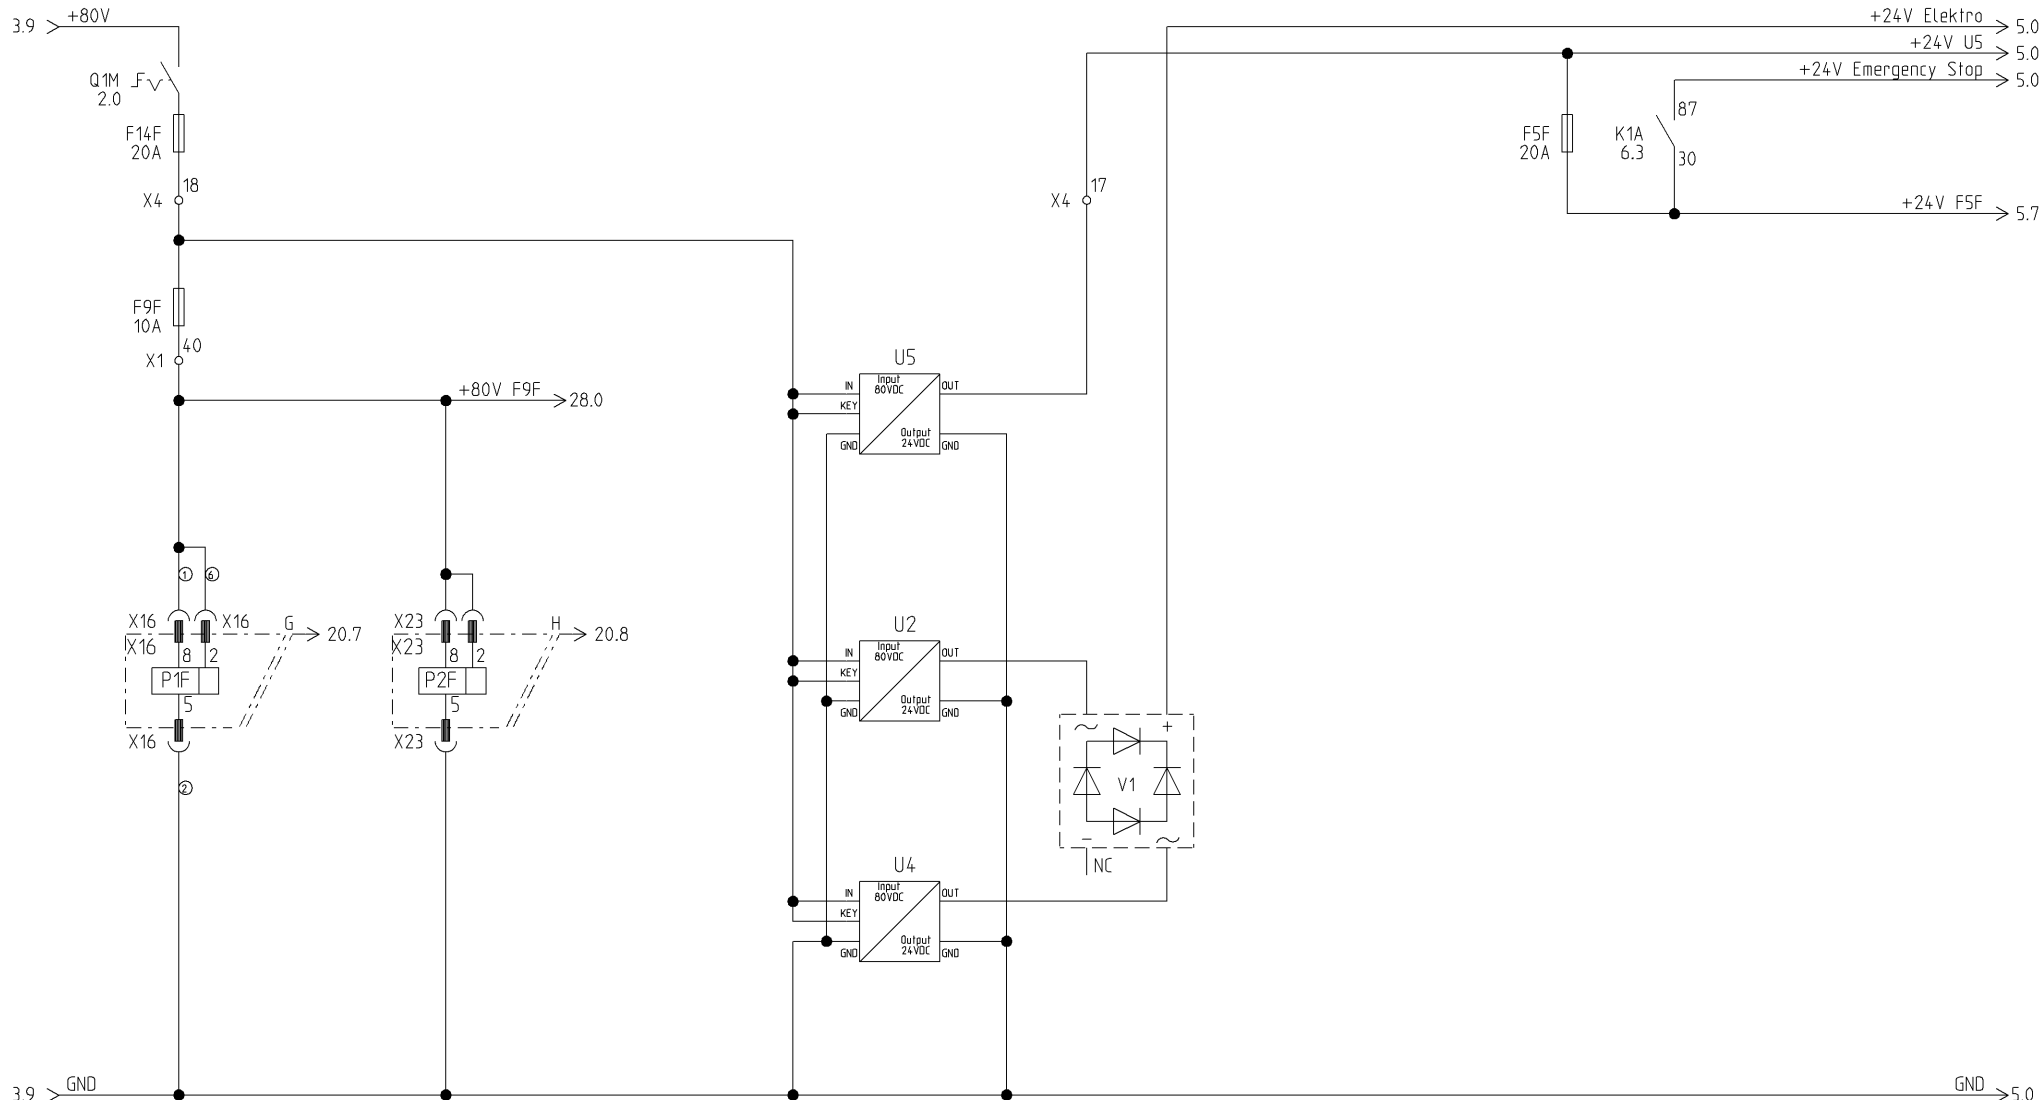 3.9 +80V
+24V Elektro 5.0
+24V U5 5.0
+24V Emergency Stop 5.0
Q1M
2.0
F14F
20A
18
X4
17
X4
F5F
20A
K1A
6.3
87
30
+24V F5F 5.7
F9F
10A
40
X1
+80V F9F 28.0
U5
IN
KEY
GND
Input
80VDC
Output
24VDC
OUT
GND
1
6
X16
X16
X16
G
20.7
8
2
P1F
5
X16
2
X23
X23
H
20.8
8
2
P2F
5
X23
U2
IN
KEY
GND
Input
80VDC
Output
24VDC
OUT
GND
+
V1
−
NC
U4
IN
KEY
GND
Input
80VDC
Output
24VDC
OUT
GND
3.9 GND
GND 5.0